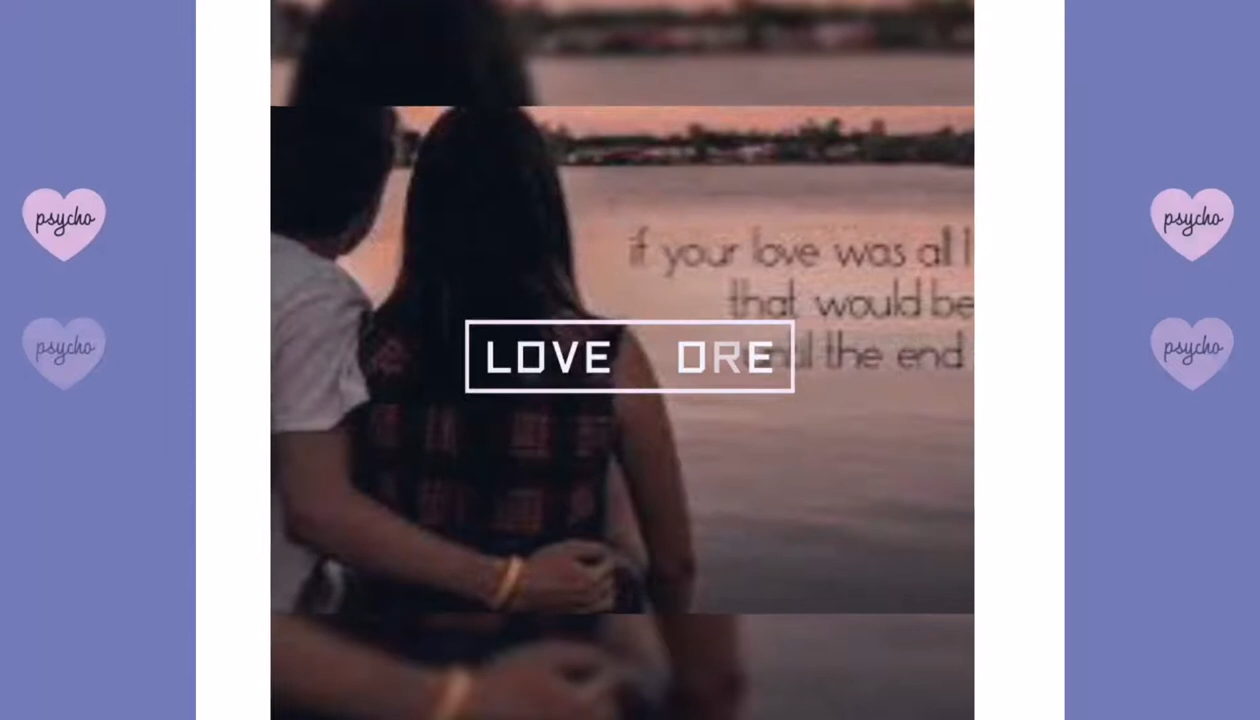 psycho
psycho
if your love was all I
that would be
the end
LOVE ORE
psycho
psycho